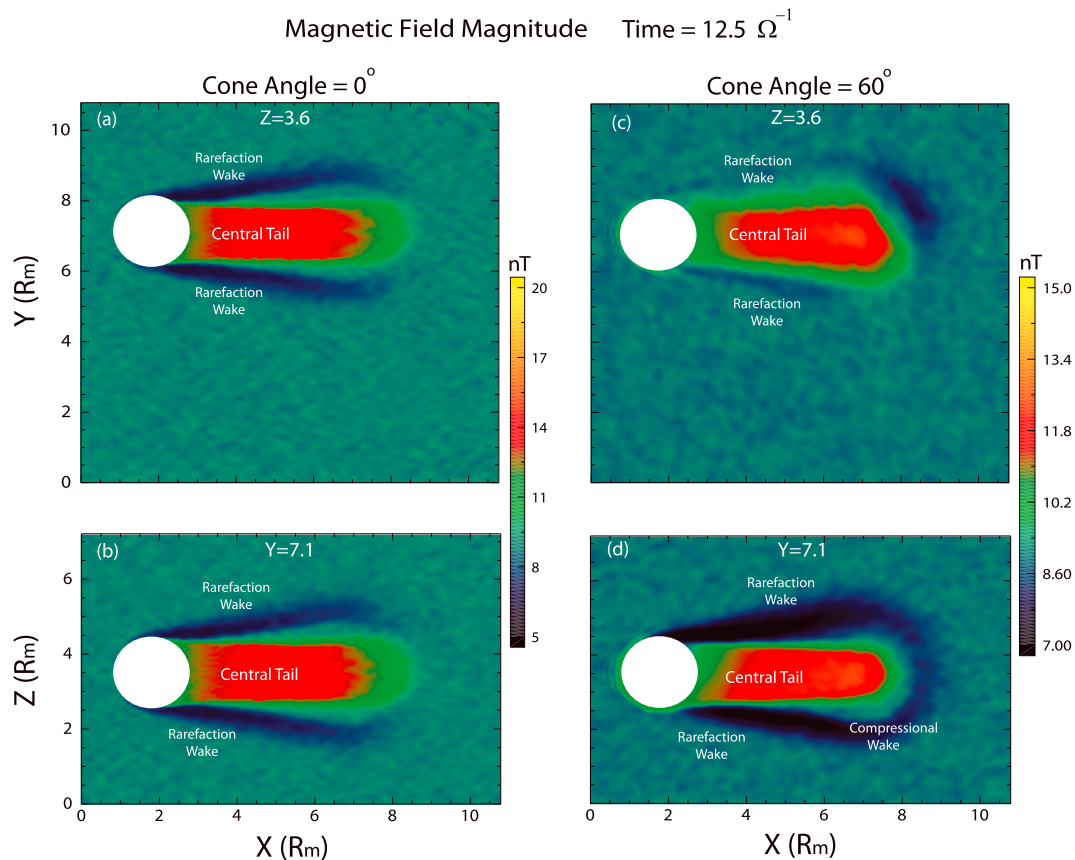 Magnetic Field Magnitude Time = 12.5 Ω⁻¹
Cone Angle = 0°
Cone Angle = 60°
(a)
Z=3.6
Rarefaction
Wake
Central Tail
Rarefaction
Wake
10
8
6
4
2
0
Y (Rm)
nT
20
17
14
11
8
5
(c)
Z=3.6
Rarefaction
Wake
Central Tail
Rarefaction
Wake
nT
15.0
13.4
11.8
10.2
8.60
7.00
(b)
Y=7.1
Rarefaction
Wake
Central Tail
Rarefaction
Wake
6
4
2
0
Z (Rm)
0 2 4 6 8 10
X (Rm)
(d)
Y=7.1
Rarefaction
Wake
Central Tail
Rarefaction
Wake
Compressional
Wake
0 2 4 6 8 10
X (Rm)